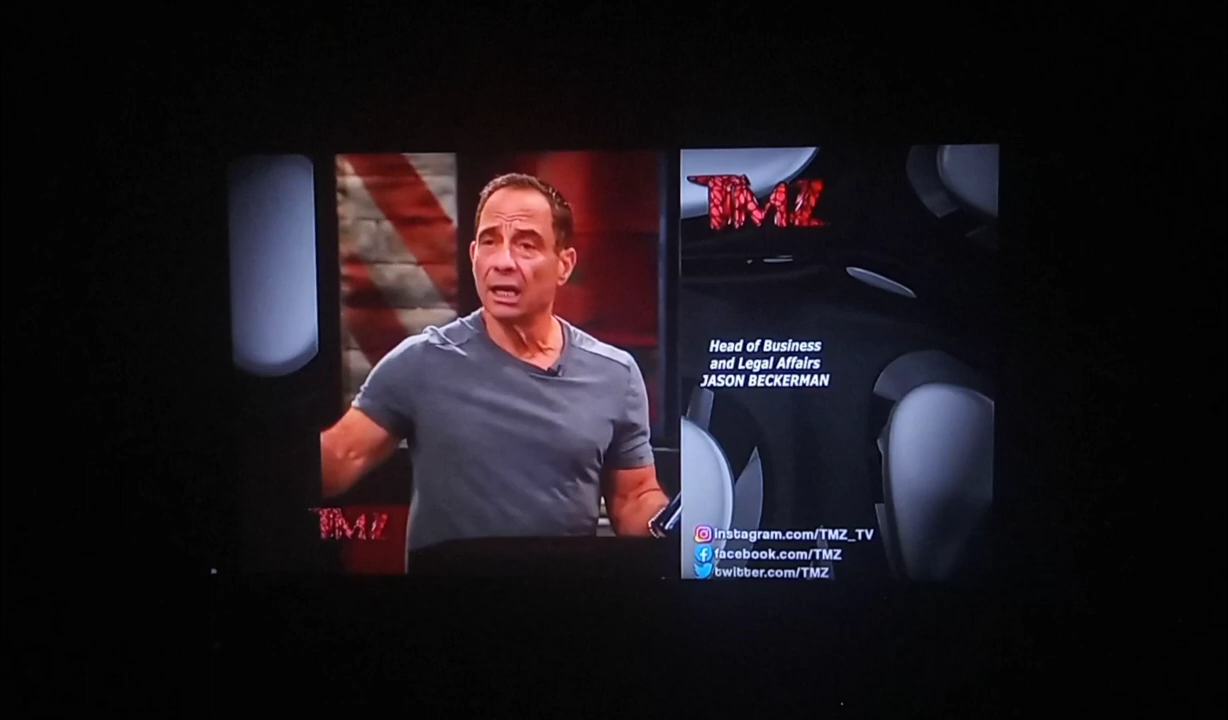 TMZ
TMZ
Head of Business
and Legal Affairs
JASON BECKERMAN
instagram.com/TMZ_TV
facebook.com/TMZ
twitter.com/TMZ